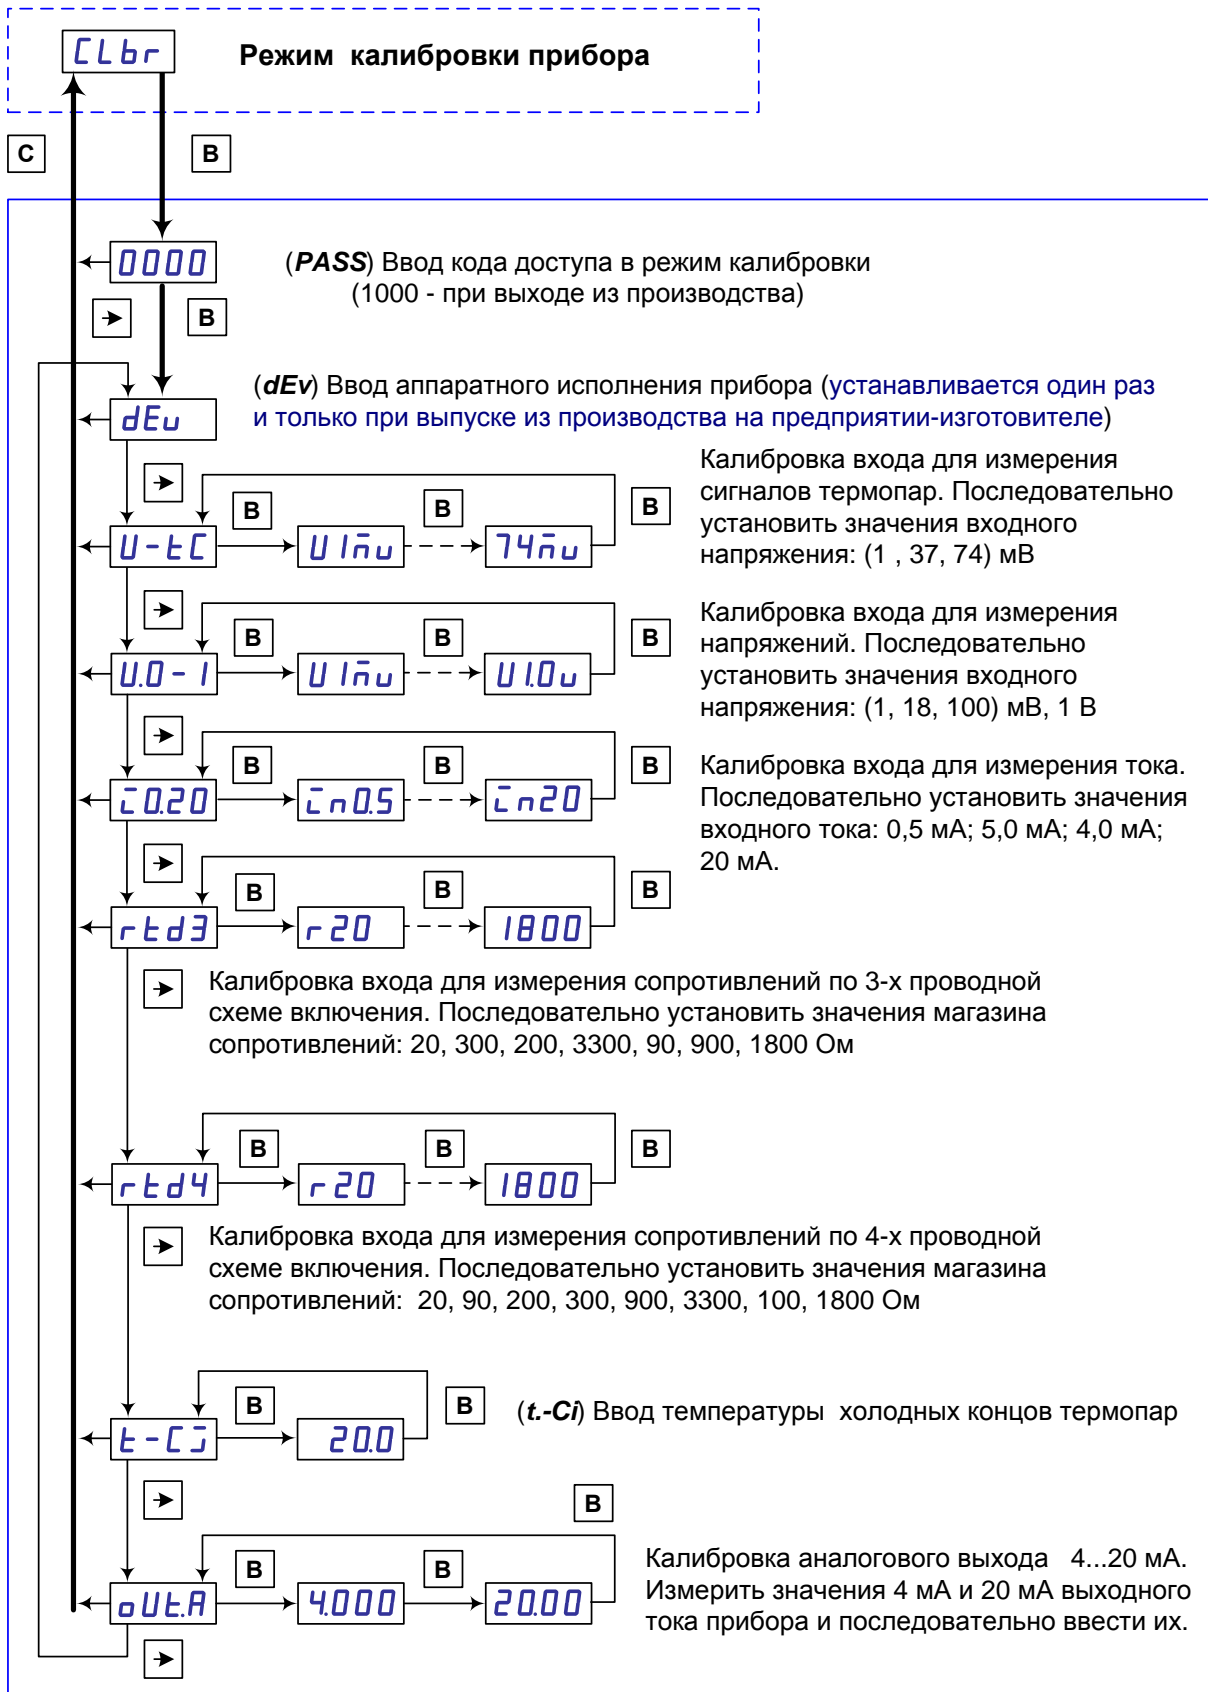 CLbr
Режим калибровки прибора
C
B
0000
(PASS) Ввод кода доступа в режим калибровки
(1000 - при выходе из производства)
B
dEv
(dEv) Ввод аппаратного исполнения прибора (устанавливается один раз
и только при выпуске из производства на предприятии-изготовителе)
Калибровка входа для измерения
сигналов термопар. Последовательно
установить значения входного
напряжения: (1 , 37, 74) мВ
B
B
B
U-tC
U1mv
74mv
Калибровка входа для измерения
напряжений. Последовательно
установить значения входного
напряжения: (1, 18, 100) мВ, 1 В
B
B
B
U.0-1
U1mv
U1.0v
Калибровка входа для измерения тока.
Последовательно установить значения
входного тока: 0,5 мА; 5,0 мА; 4,0 мА;
20 мА.
B
B
B
i0.20
in0.5
in20
B
B
B
rtd3
r20
1800
Калибровка входа для измерения сопротивлений по 3-х проводной
схеме включения. Последовательно установить значения магазина
сопротивлений: 20, 300, 200, 3300, 90, 900, 1800 Ом
B
B
B
rtd4
r20
1800
Калибровка входа для измерения сопротивлений по 4-х проводной
схеме включения. Последовательно установить значения магазина
сопротивлений: 20, 90, 200, 300, 900, 3300, 100, 1800 Ом
B
B
(t.-Ci) Ввод температуры холодных концов термопар
t-Ci
20.0
B
B
B
oUt.A
4.000
20.00
Калибровка аналогового выхода 4...20 мА.
Измерить значения 4 мА и 20 мА выходного
тока прибора и последовательно ввести их.